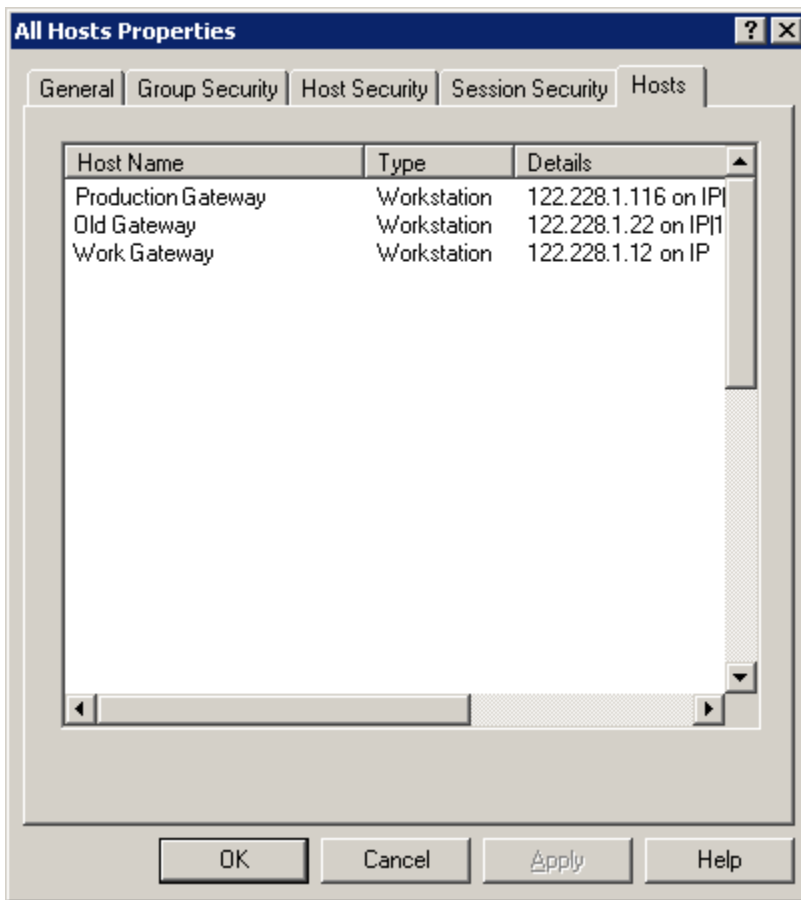 All Hosts Properties
General Group Security Host Security Session Security Hosts
Host Name Type Details
Production Gateway Workstation 122.228.1.116 on IP|
Old Gateway Workstation 122.228.1.22 on IP|1
Work Gateway Workstation 122.228.1.12 on IP
OK Cancel Apply Help